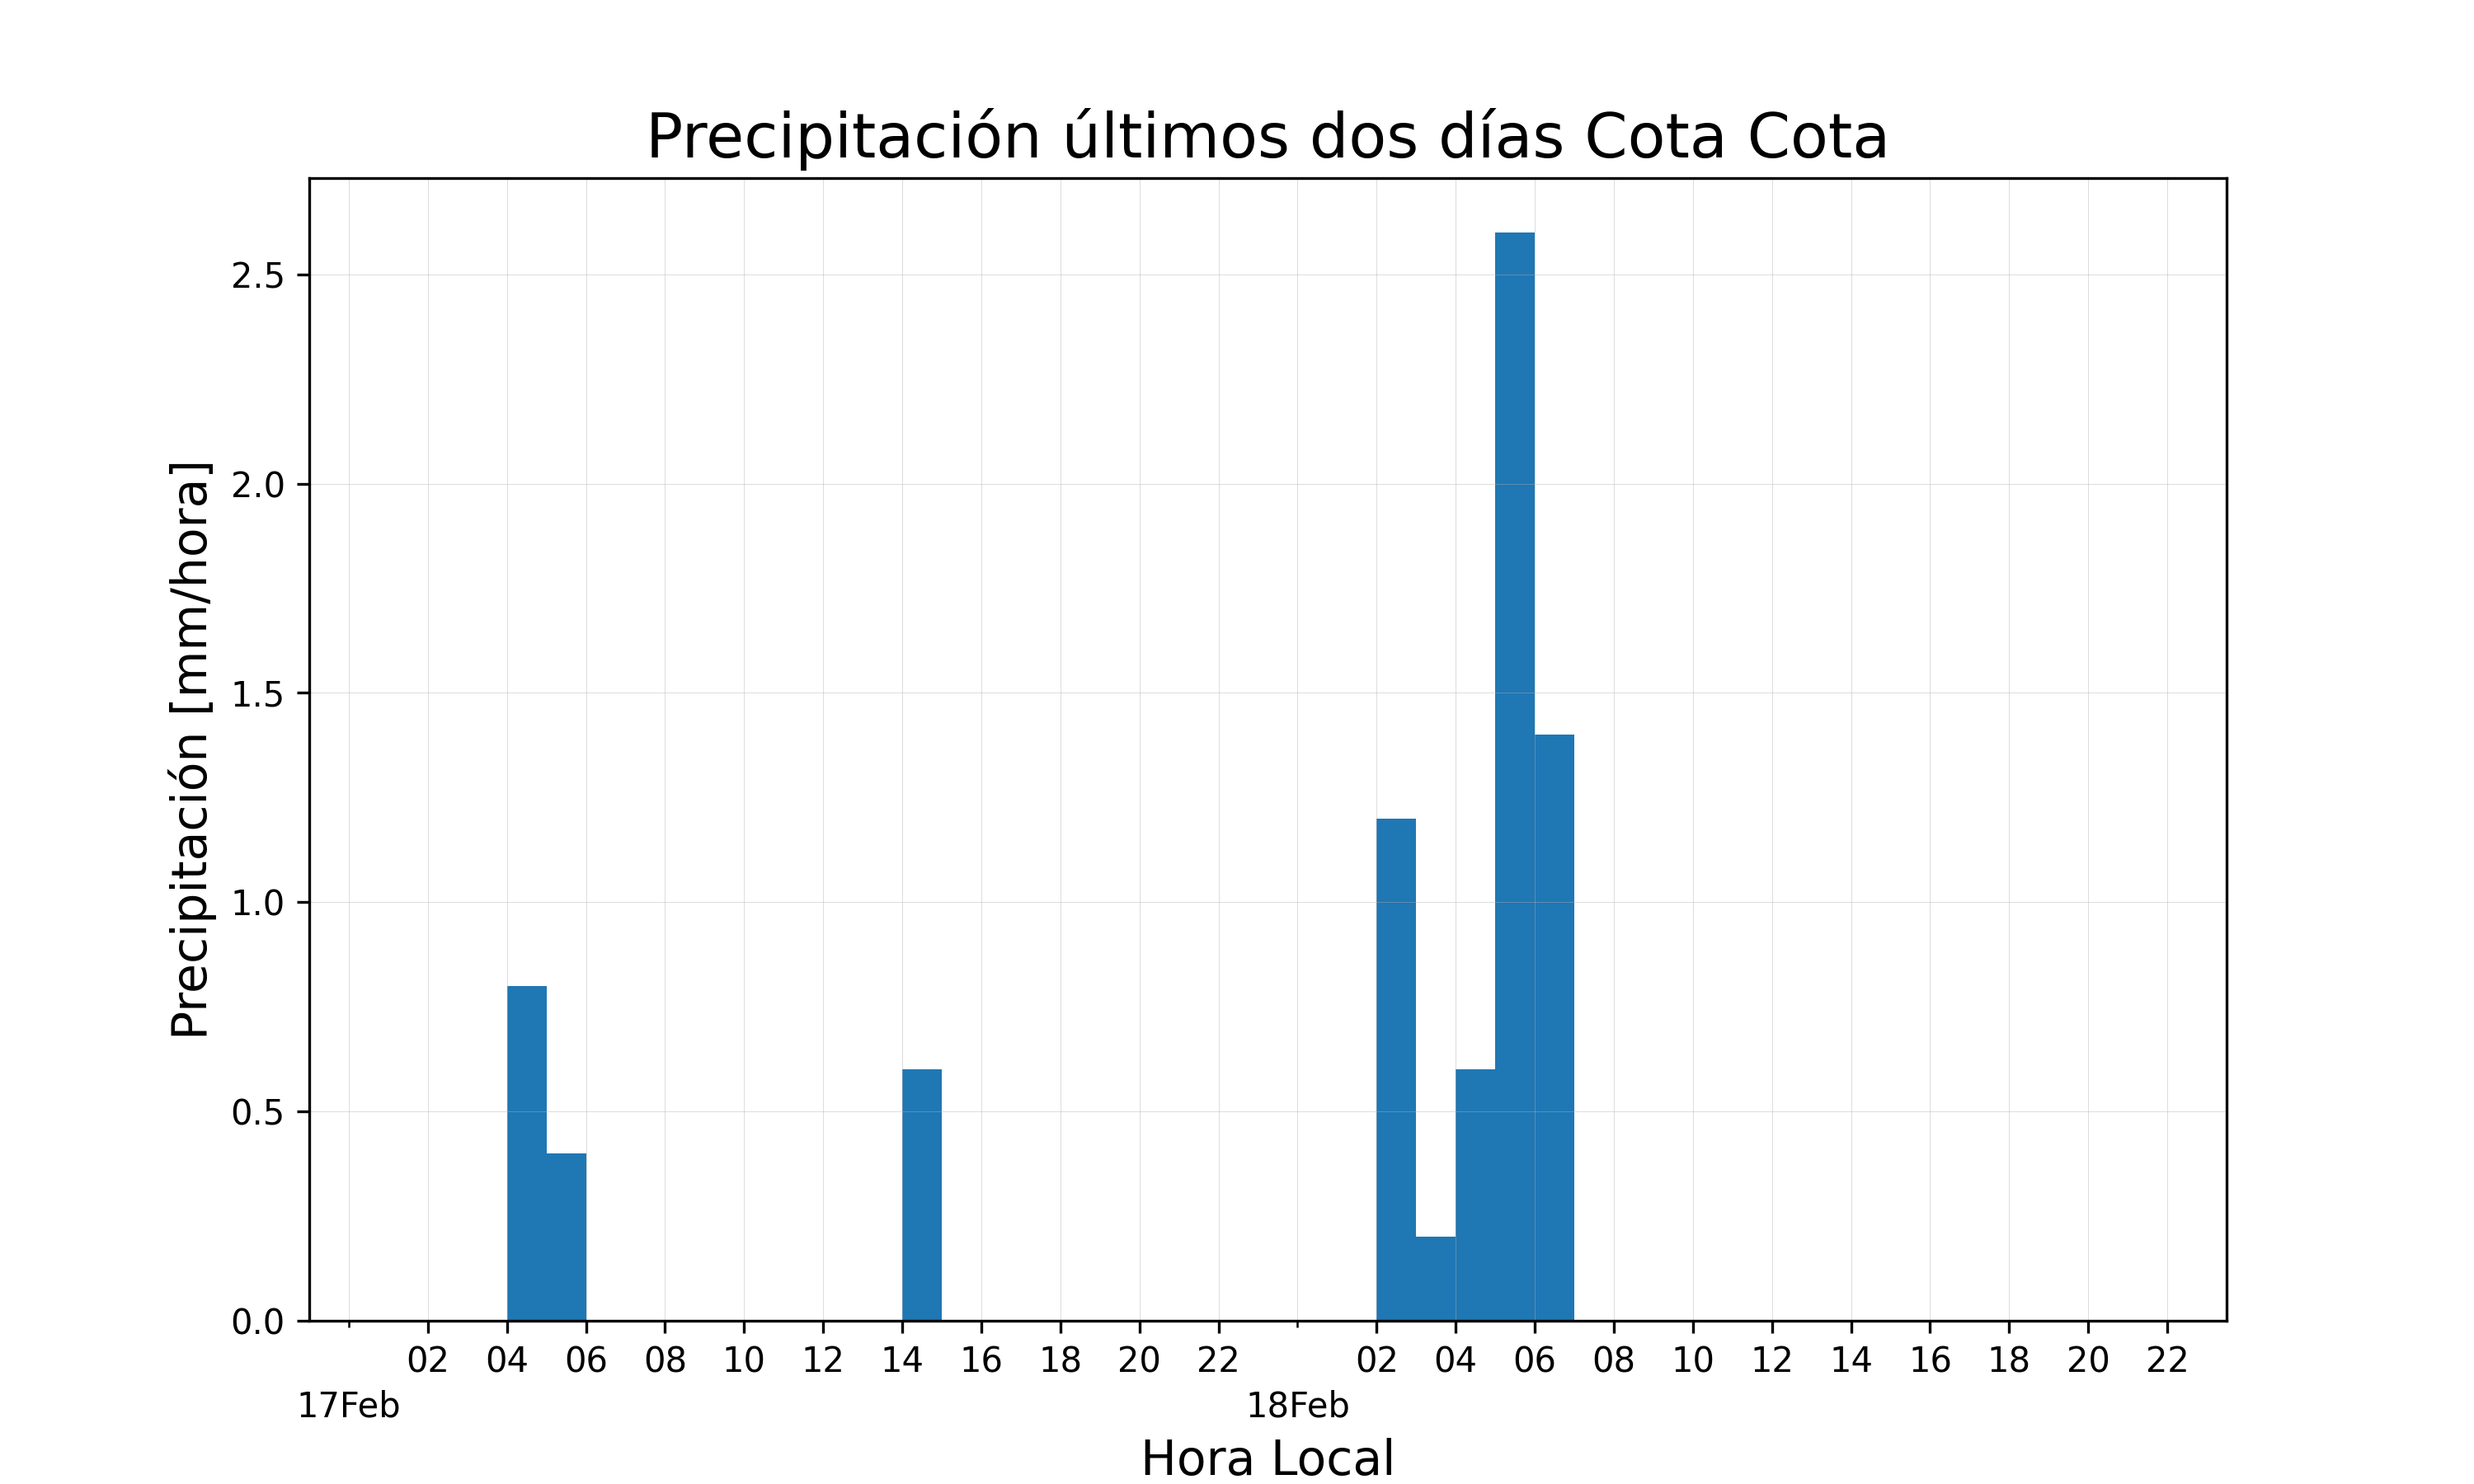 Precipitación últimos dos días Cota Cota
Precipitación [mm/hora]
2.5
2.0
1.5
1.0
0.5
0.0
02 04 06 08 10 12 14 16 18 20 22 02 04 06 08 10 12 14 16 18 20 22
17Feb 18Feb
Hora Local